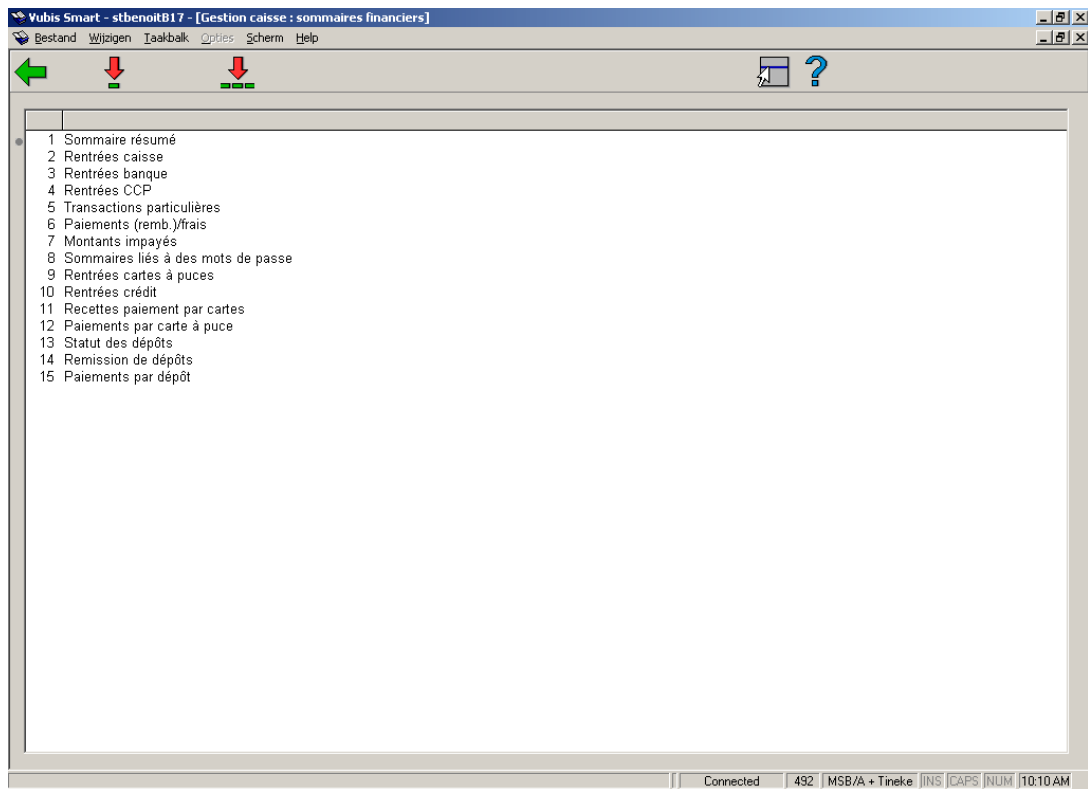 Vubis Smart - stbenoitB17 - [Gestion caisse : sommaires financiers]
Bestand Wijzigen Taakbalk Opties Scherm Help
?
1 Sommaire résumé
2 Rentrées caisse
3 Rentrées banque
4 Rentrées CCP
5 Transactions particulières
6 Paiements (remb.)/frais
7 Montants impayés
8 Sommaires liés à des mots de passe
9 Rentrées cartes à puces
10 Rentrées crédit
11 Recettes paiement par cartes
12 Paiements par carte à puce
13 Statut des dépôts
14 Remission de dépôts
15 Paiements par dépôt
Connected 492 MSB/A + Tineke INS CAPS NUM 10:10 AM